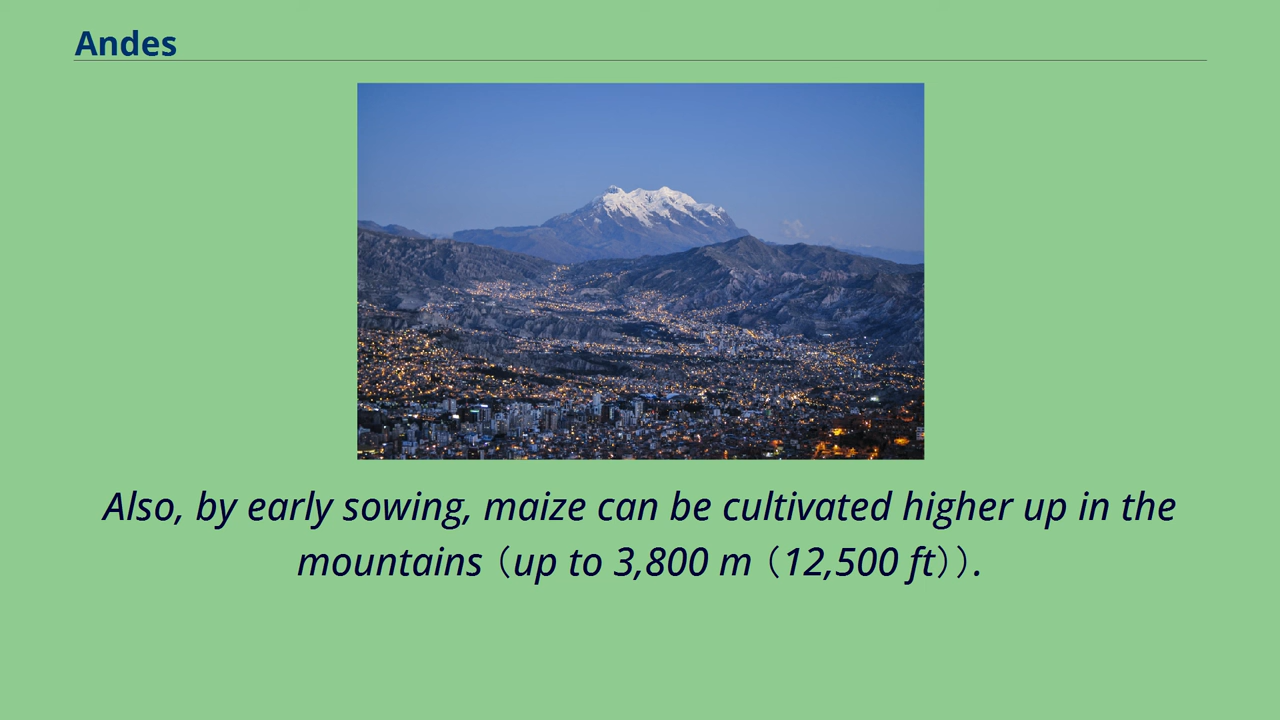 Andes
Also, by early sowing, maize can be cultivated higher up in the
mountains（up to 3,800 m（12,500 ft））.